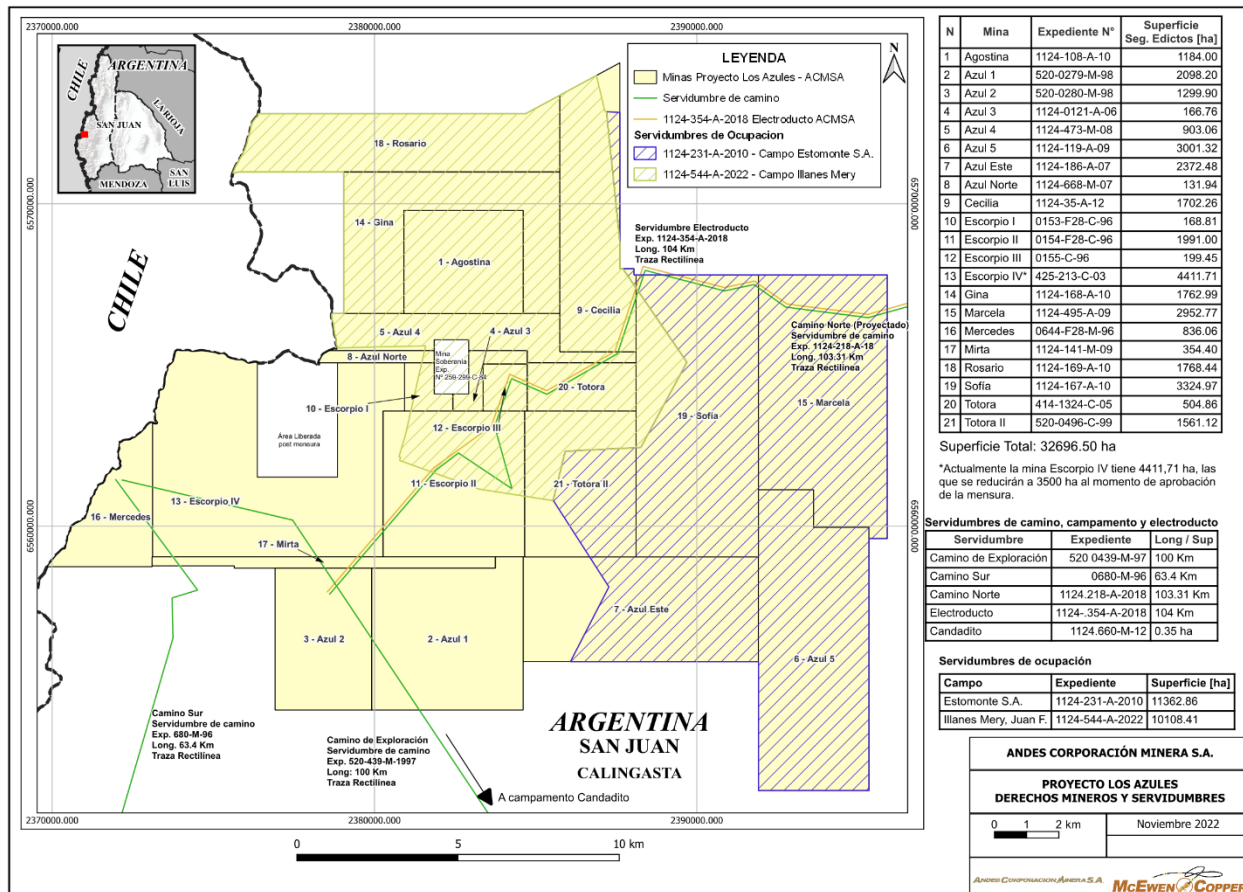 2370000.000
2380000.000
2390000.000
CHILE
ARGENTINA
LA RIOJA
SAN JUAN
MENDOZA
SAN
LUIS
LEYENDA
Minas Proyecto Los Azules - ACMSA
Servidumbre de camino
1124-354-A-2018 Electroducto ACMSA
Servidumbres de Ocupacion
1124-231-A-2010 - Campo Estomonte S.A.
1124-544-A-2022 - Campo Illanes Mery
N
6570000.000
6570000.000
6560000.000
6560000.000
CHILE
18 - Rosario
14 - Gina
1 - Agostina
Servidumbre Electroducto
Exp. 1124-354-A-2018
Long. 104 Km
Traza Rectilínea
9 - Cecilia
5 - Azul 4
4 - Azul 3
8 - Azul Norte
Mina
Soberanía
Exp.
N° 259-299-C-84
Camino Norte (Proyectado)
Servidumbre de camino
Exp. 1124-218-A-18
Long. 103.31 Km
Traza Rectilínea
20 - Totora
10 - Escorpio I
15 - Marcela
19 - Sofía
12 - Escorpio III
Área Liberada
post mensura
11 - Escorpio II
21 - Totora II
13 - Escorpio IV
16 - Mercedes
17 - Mirta
7 - Azul Este
3 - Azul 2
2 - Azul 1
6 - Azul 5
Camino Sur
Servidumbre de camino
Exp. 680-M-96
Long. 63.4 Km
Traza Rectilínea
Camino de Exploración
Servidumbre de camino
Exp. 520-439-M-1997
Long: 100 Km
Traza Rectilínea
ARGENTINA
SAN JUAN
CALINGASTA
A campamento Candadito
2370000.000
2380000.000
2390000.000
0 5 10 km
N Mina Expediente N° Superficie Seg. Edictos [ha]
1 Agostina 1124-108-A-10 1184.00
2 Azul 1 520-0279-M-98 2098.20
3 Azul 2 520-0280-M-98 1299.90
4 Azul 3 1124-0121-A-06 166.76
5 Azul 4 1124-473-M-08 903.06
6 Azul 5 1124-119-A-09 3001.32
7 Azul Este 1124-186-A-07 2372.48
8 Azul Norte 1124-668-M-07 131.94
9 Cecilia 1124-35-A-12 1702.26
10 Escorpio I 0153-F28-C-96 168.81
11 Escorpio II 0154-F28-C-96 1991.00
12 Escorpio III 0155-C-96 199.45
13 Escorpio IV* 425-213-C-03 4411.71
14 Gina 1124-168-A-10 1762.99
15 Marcela 1124-495-A-09 2952.77
16 Mercedes 0644-F28-M-96 836.06
17 Mirta 1124-141-M-09 354.40
18 Rosario 1124-169-A-10 1768.44
19 Sofía 1124-167-A-10 3324.97
20 Totora 414-1324-C-05 504.86
21 Totora II 520-0496-C-99 1561.12
Superficie Total: 32696.50 ha
*Actualmente la mina Escorpio IV tiene 4411,71 ha, las
que se reducirán a 3500 ha al momento de aprobación
de la mensura.
Servidumbres de camino, campamento y electroducto
Servidumbre Expediente Long / Sup
Camino de Exploración 520 0439-M-97 100 Km
Camino Sur 0680-M-96 63.4 Km
Camino Norte 1124.218-A-2018 103.31 Km
Electroducto 1124-.354-A-2018 104 Km
Candadito 1124.660-M-12 0.35 ha
Servidumbres de ocupación
Campo Expediente Superficie [ha]
Estomonte S.A. 1124-231-A-2010 11362.86
Illanes Mery, Juan F. 1124-544-A-2022 10108.41
ANDES CORPORACIÓN MINERA S.A.
PROYECTO LOS AZULES
DERECHOS MINEROS Y SERVIDUMBRES
0 1 2 km
Noviembre 2022
ANDES CORPORACIÓN MINERA S.A.
MCEWEN COPPER